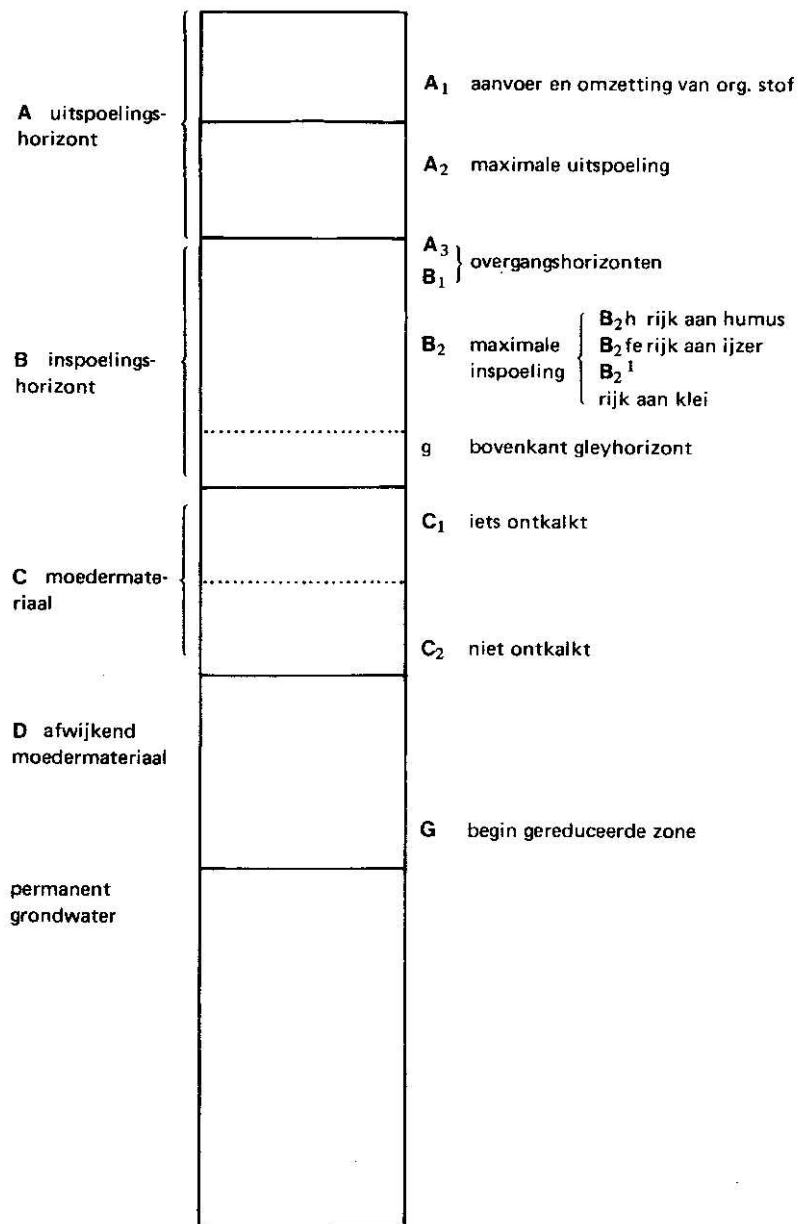 A uitspoelings-
horizont
B inspoelings-
horizont
C moedermate-
riaal
D afwijkend
moedermateriaal
permanent
grondwater
A₁ aanvoer en omzetting van org. stof
A₂ maximale uitspoeling
A₃
B₁ } overgangshorizonten
B₂ maximale
inspoeling
B₂h rijk aan humus
B₂fe rijk aan ijzer
B₂¹
rijk aan klei
g bovenkant gleyhorizont
C₁ iets ontkalkt
C₂ niet ontkalkt
G begin gereduceerde zone